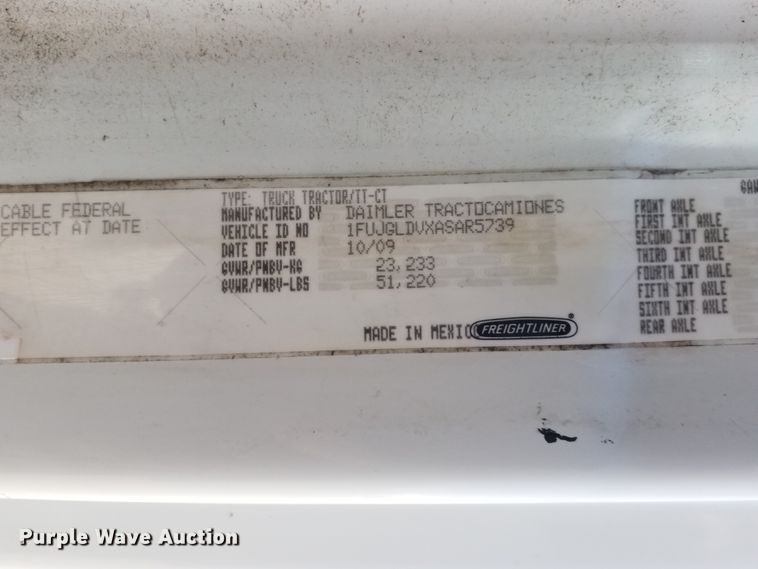 CABLE FEDERAL
EFFECT AT DATE
TYPE: TRUCK TRACTOR/TT-CT
MANUFACTURED BY DAIMLER TRACTOCAMIONES
VEHICLE ID NO 1FUJGLDVXASAR5739
DATE OF MFR 10/09
GVWR/PNBV-KG 23,233
GVWR/PNBV-LBS 51,220
MADE IN MEXICO
FREIGHTLINER
GAW
FRONT AXLE
FIRST INT AXLE
SECOND INT AXLE
THIRD INT AXLE
FOURTH INT AXLE
FIFTH INT AXLE
SIXTH INT AXLE
REAR AXLE
Purple Wave Auction